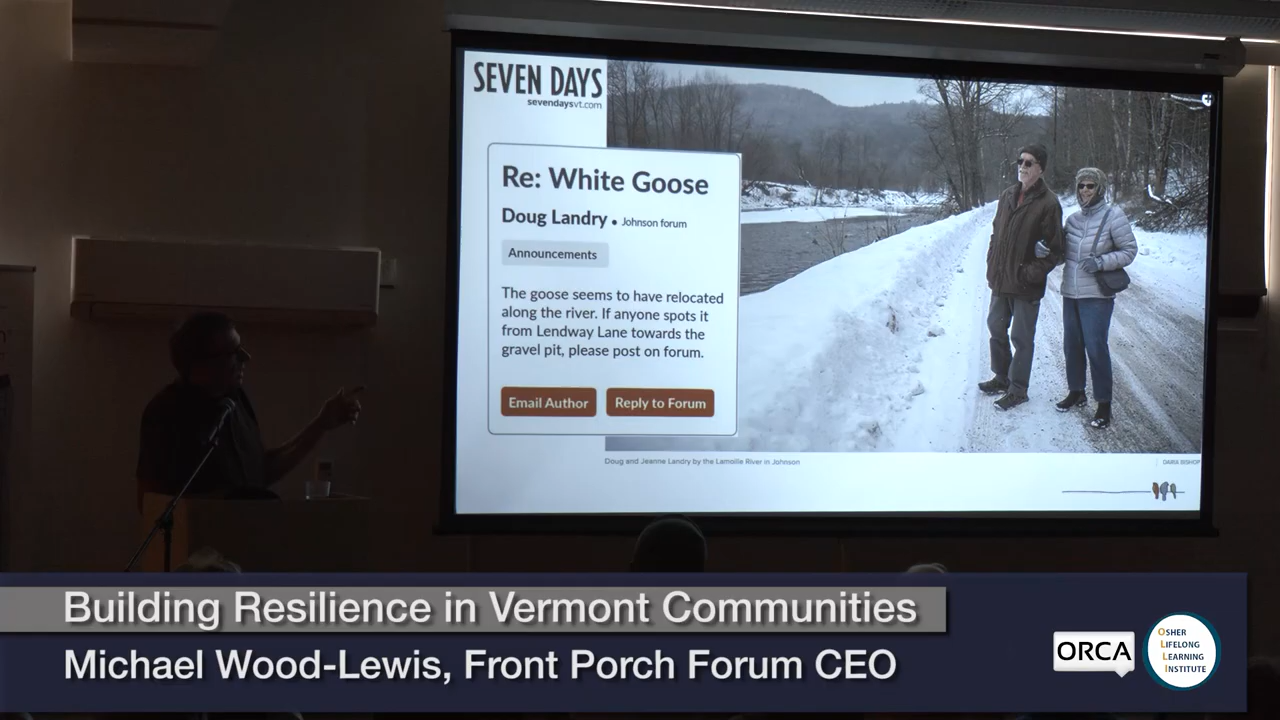 SEVEN DAYS
sevendaysvt.com
Re: White Goose
Doug Landry • Johnson forum
Announcements
The goose seems to have relocated
along the river. If anyone spots it
from Lendway Lane towards the
gravel pit, please post on forum.
Email Author
Reply to Forum
Doug and Jeanne Landry by the Lamoille River in Johnson
DARIA BISHOP
Building Resilience in Vermont Communities
Michael Wood-Lewis, Front Porch Forum CEO
ORCA
OSHER
LIFELONG
LEARNING
INSTITUTE